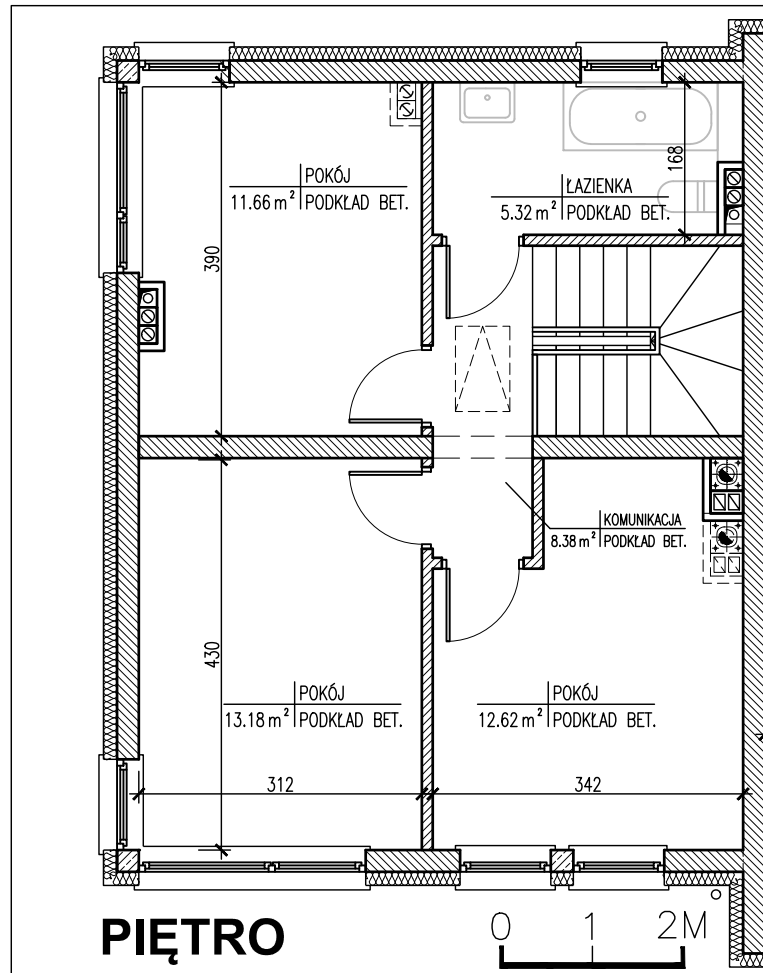 POKÓJ
11.66 m² PODKŁAD BET.
ŁAZIENKA
5.32 m² PODKŁAD BET.
168
390
KOMUNIKACJA
8.38 m² PODKŁAD BET.
430
POKÓJ
13.18 m² PODKŁAD BET.
POKÓJ
12.62 m² PODKŁAD BET.
312
342
PIĘTRO
0 1 2M